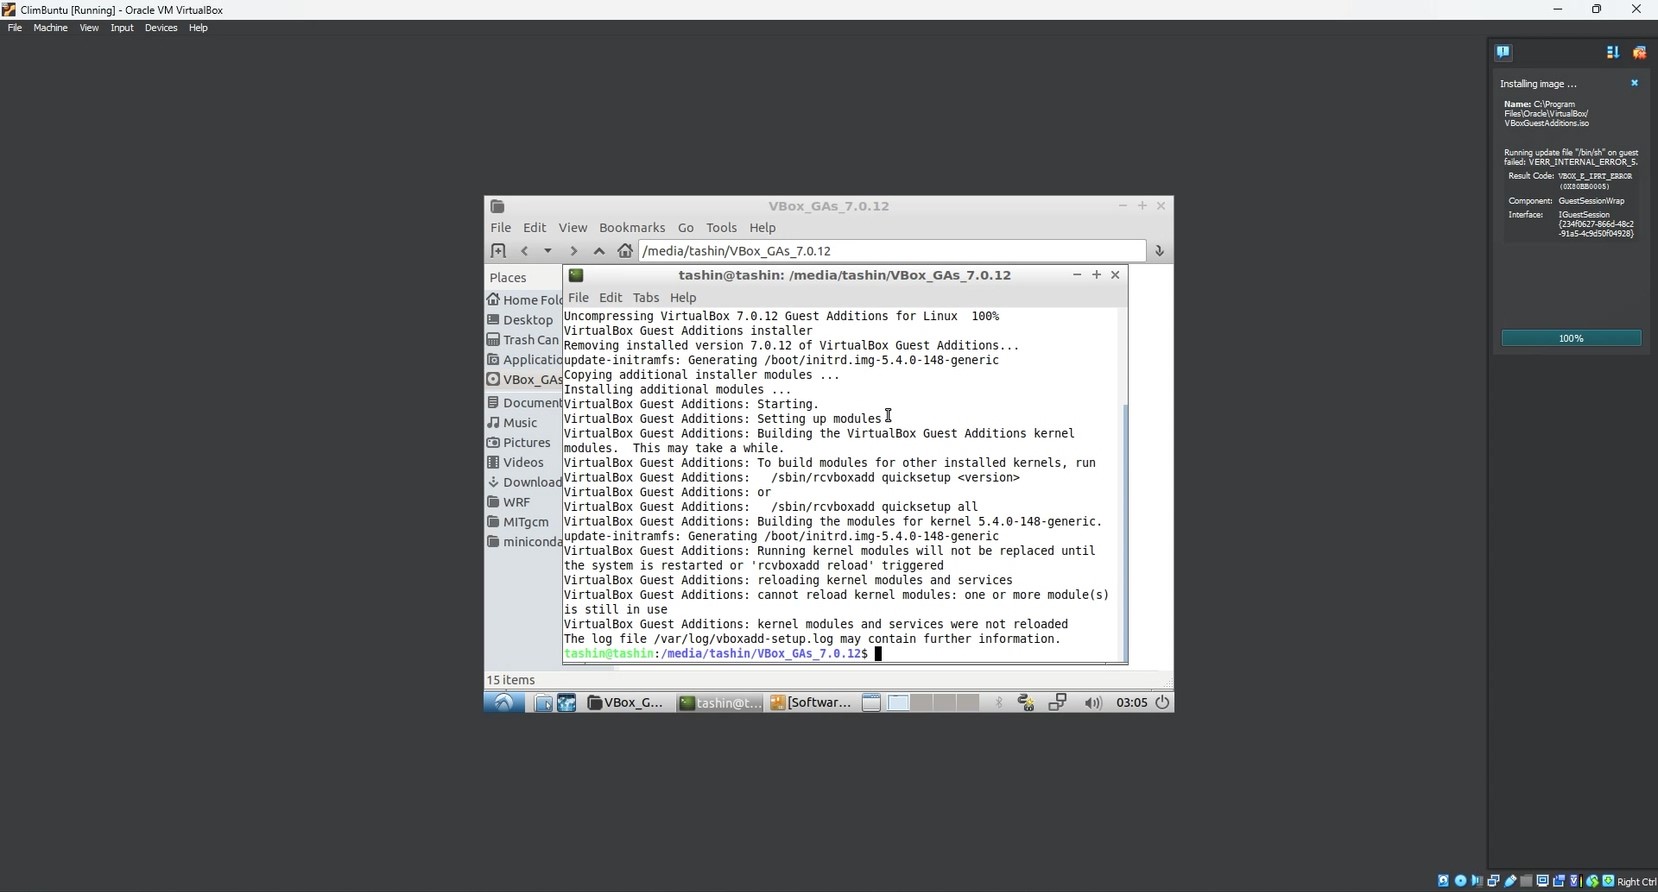 ClimBuntu [Running] - Oracle VM VirtualBox
File Machine View Input Devices Help
Installing image ...
Name: C:\Program
Files\Oracle\VirtualBox/
VBoxGuestAdditions.iso
Running update file "/bin/sh" on guest
failed: VERR_INTERNAL_ERROR_5.
Result Code: VBOX_E_IPRT_ERROR
(0X80BB0005)
Component: GuestSessionWrap
Interface: IGuestSession
{234f0627-866d-48c2
-91a5-4c9d50f04928}
100%
VBox_GAs_7.0.12
File Edit View Bookmarks Go Tools Help
/media/tashin/VBox_GAs_7.0.12
Places
Home Fol
Desktop
Trash Can
Applicatio
VBox_GAs
Document
Music
Pictures
Videos
Download
WRF
MITgcm
miniconda
tashin@tashin: /media/tashin/VBox_GAs_7.0.12
File Edit Tabs Help
Uncompressing VirtualBox 7.0.12 Guest Additions for Linux  100%
VirtualBox Guest Additions installer
Removing installed version 7.0.12 of VirtualBox Guest Additions...
update-initramfs: Generating /boot/initrd.img-5.4.0-148-generic
Copying additional installer modules ...
Installing additional modules ...
VirtualBox Guest Additions: Starting.
VirtualBox Guest Additions: Setting up modules
VirtualBox Guest Additions: Building the VirtualBox Guest Additions kernel
modules.  This may take a while.
VirtualBox Guest Additions: To build modules for other installed kernels, run
VirtualBox Guest Additions:   /sbin/rcvboxadd quicksetup <version>
VirtualBox Guest Additions: or
VirtualBox Guest Additions:   /sbin/rcvboxadd quicksetup all
VirtualBox Guest Additions: Building the modules for kernel 5.4.0-148-generic.
update-initramfs: Generating /boot/initrd.img-5.4.0-148-generic
VirtualBox Guest Additions: Running kernel modules will not be replaced until
the system is restarted or 'rcvboxadd reload' triggered
VirtualBox Guest Additions: reloading kernel modules and services
VirtualBox Guest Additions: cannot reload kernel modules: one or more module(s)
is still in use
VirtualBox Guest Additions: kernel modules and services were not reloaded
The log file /var/log/vboxadd-setup.log may contain further information.
tashin@tashin:/media/tashin/VBox_GAs_7.0.12$
15 items
VBox_G... tashin@t... [Softwar... 03:05
Right Ctrl